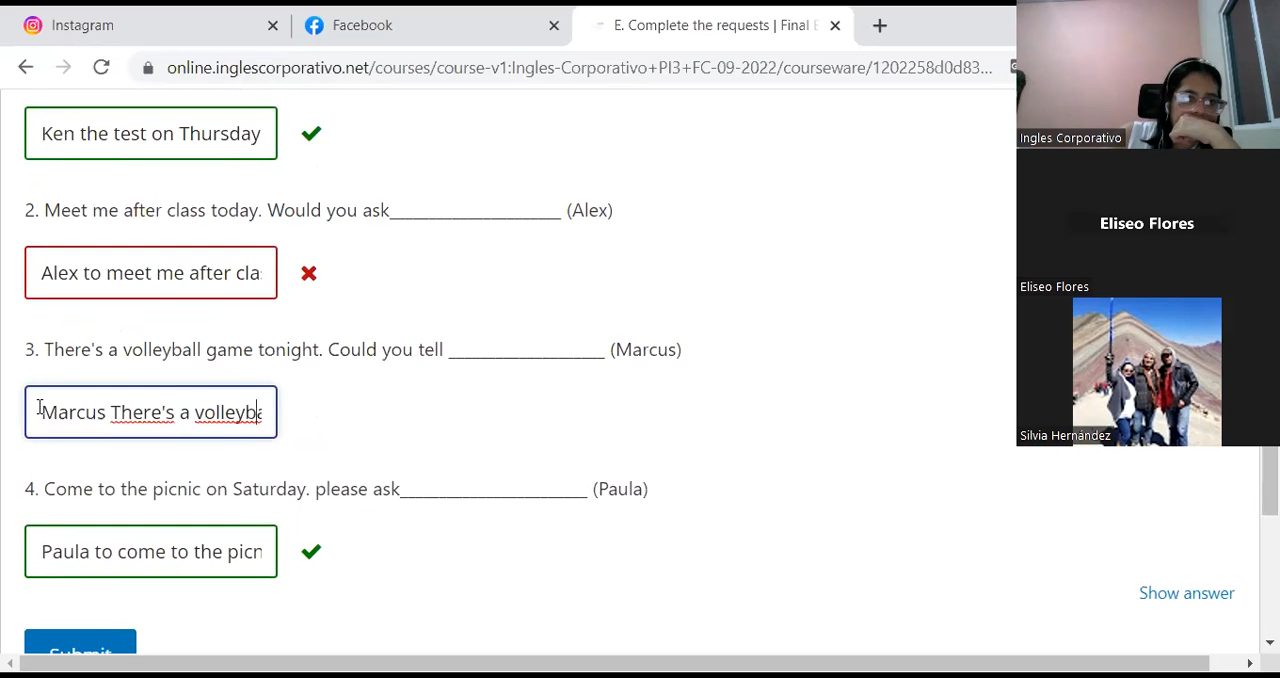 Instagram
Facebook
E. Complete the requests | Final E
online.inglescorporativo.net/courses/course-v1:Ingles-Corporativo+PI3+FC-09-2022/courseware/1202258d0d83...
Ken the test on Thursday
2. Meet me after class today. Would you ask____________________ (Alex)
Alex to meet me after cla
3. There's a volleyball game tonight. Could you tell __________________ (Marcus)
Marcus There's a volleyba
4. Come to the picnic on Saturday. please ask______________________ (Paula)
Paula to come to the picn
Show answer
Submit
Ingles Corporativo
Eliseo Flores
Eliseo Flores
Silvia Hernández